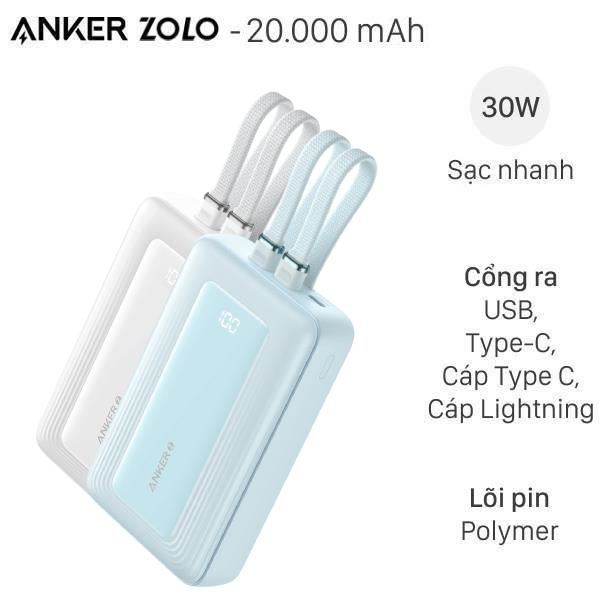 ANKER ZOLO - 20.000 mAh
30W
Sạc nhanh
Cổng ra
USB,
Type-C,
Cáp Type C,
Cáp Lightning
Lõi pin
Polymer
100
100
ANKER
ANKER